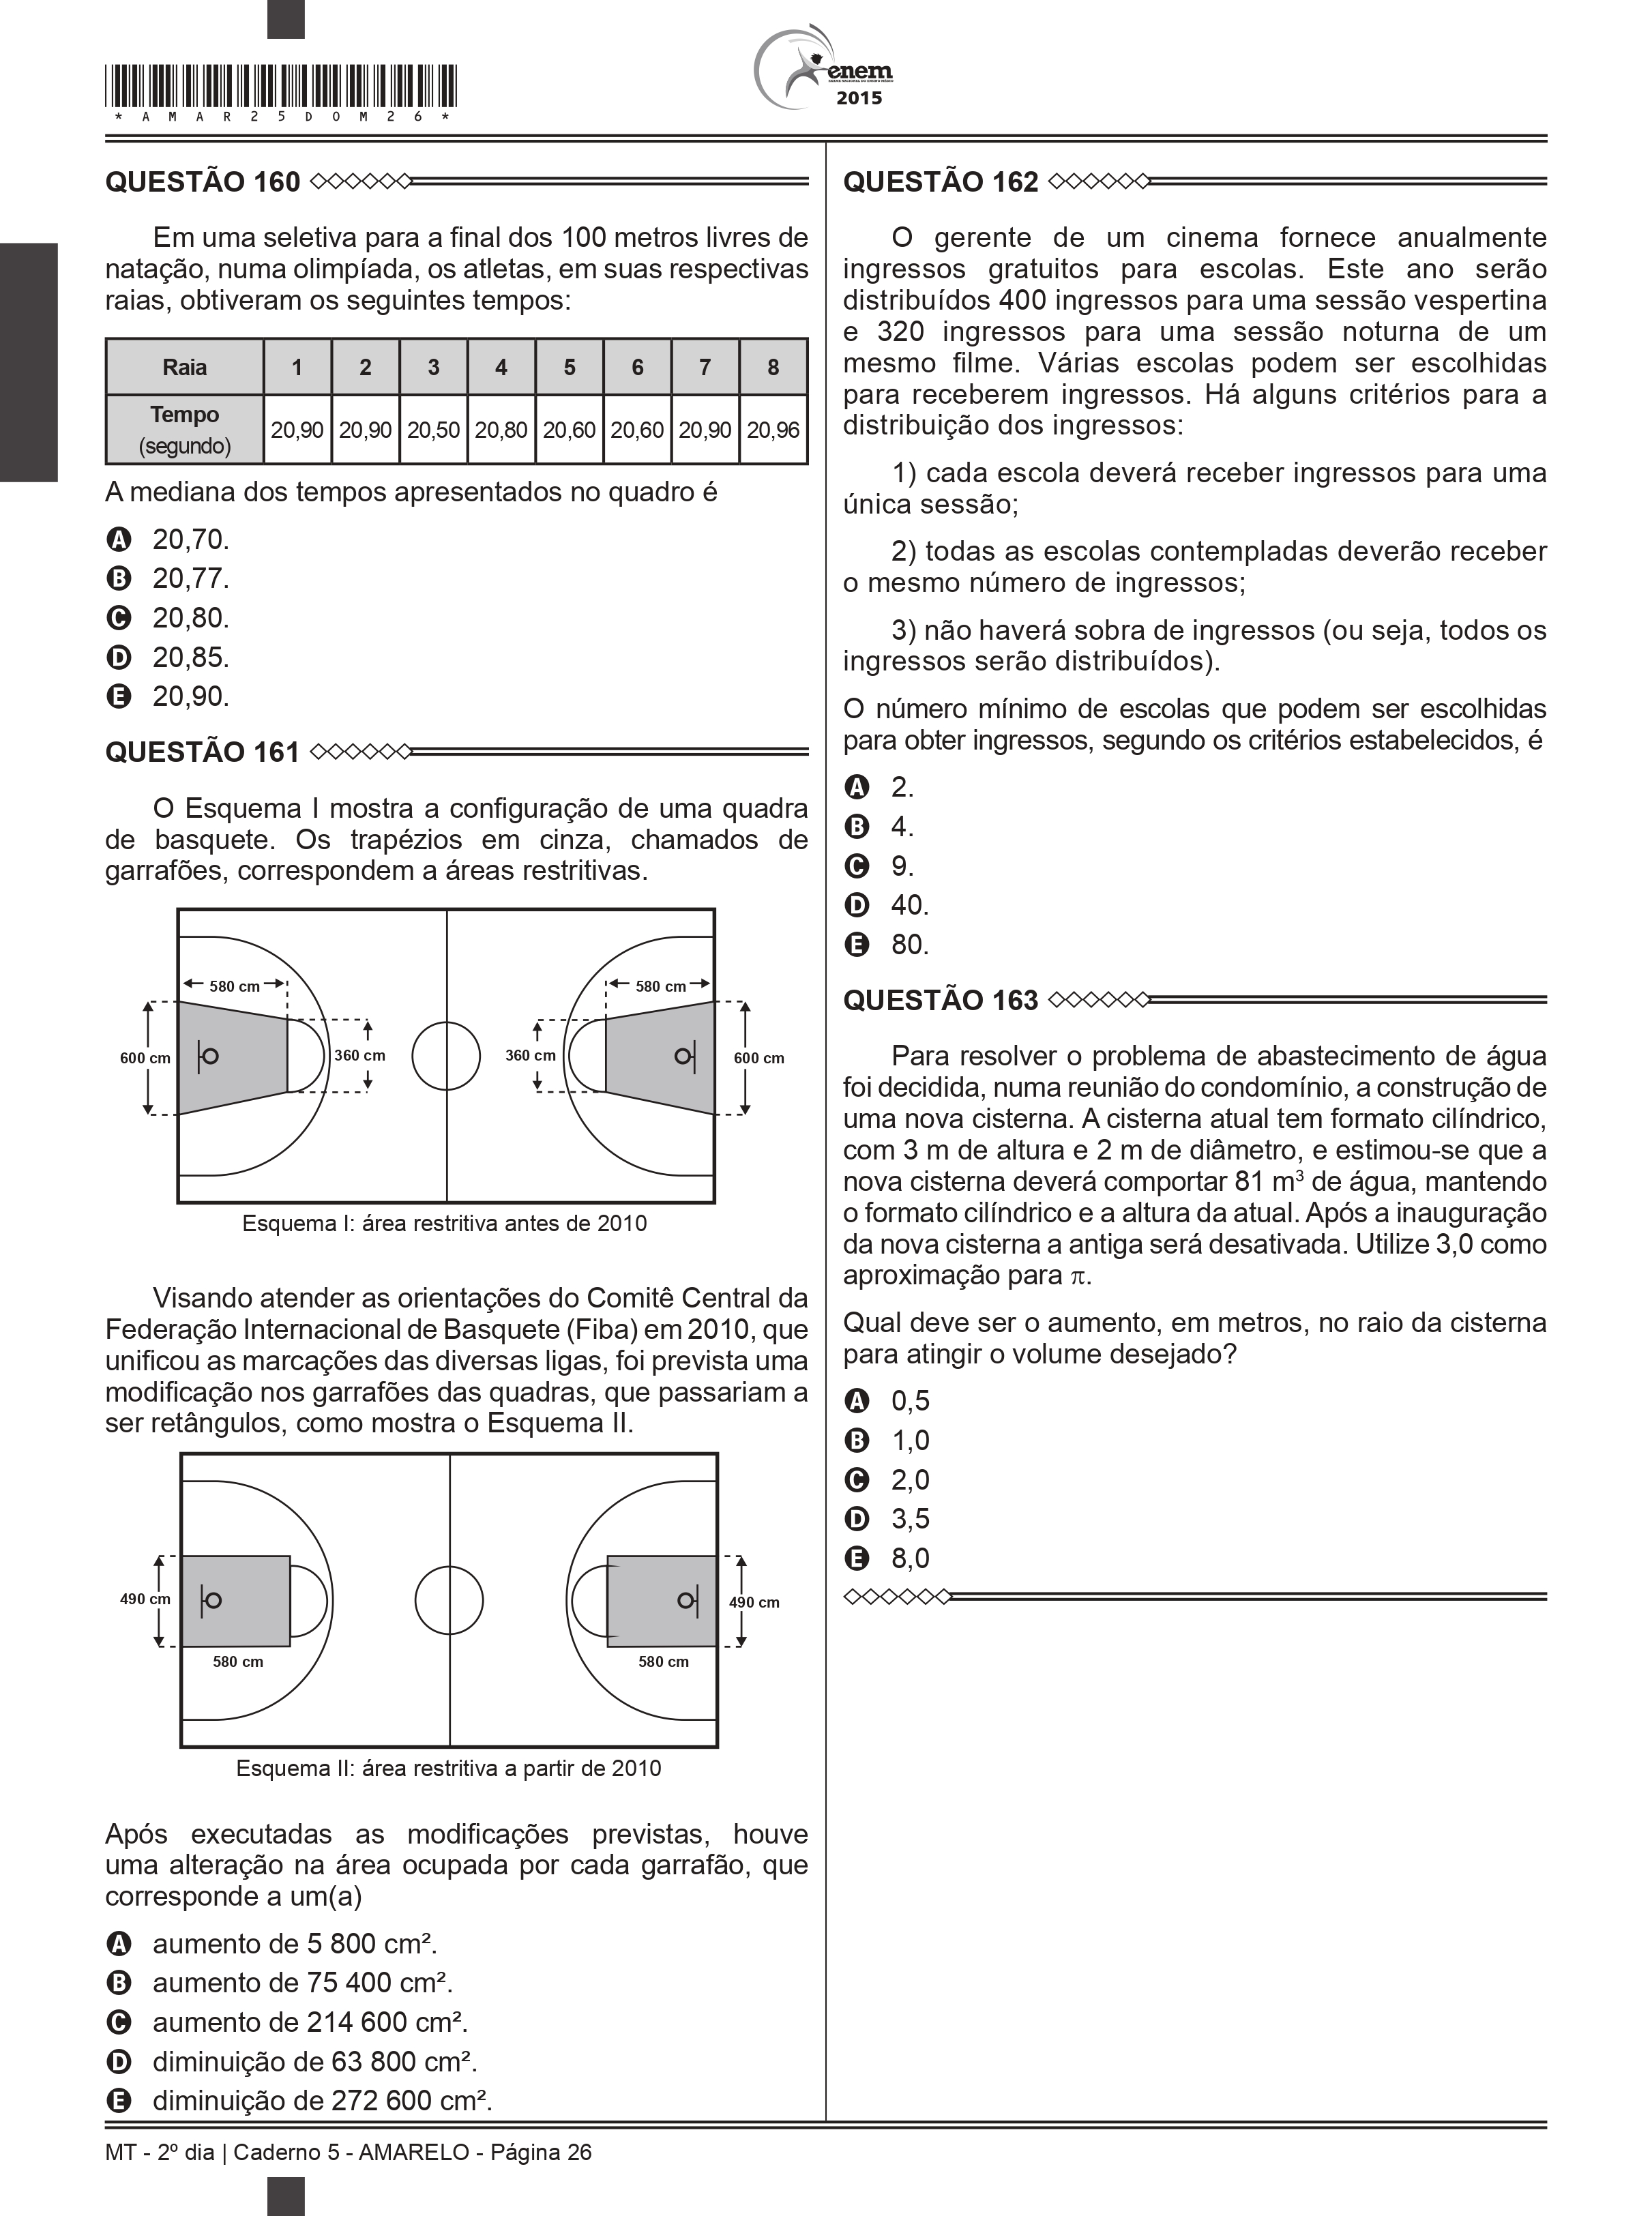 * A M A R 2 5 D O M 2 6 *
enem
EXAME NACIONAL DO ENSINO MÉDIO
2015
QUESTÃO 160
Em uma seletiva para a final dos 100 metros livres de
natação, numa olimpíada, os atletas, em suas respectivas
raias, obtiveram os seguintes tempos:
Raia 1 2 3 4 5 6 7 8
Tempo
(segundo) 20,90 20,90 20,50 20,80 20,60 20,60 20,90 20,96
A mediana dos tempos apresentados no quadro é
A 20,70.
B 20,77.
C 20,80.
D 20,85.
E 20,90.
QUESTÃO 161
O Esquema I mostra a configuração de uma quadra
de basquete. Os trapézios em cinza, chamados de
garrafões, correspondem a áreas restritivas.
580 cm 580 cm
600 cm 360 cm 360 cm 600 cm
Esquema I: área restritiva antes de 2010
Visando atender as orientações do Comitê Central da
Federação Internacional de Basquete (Fiba) em 2010, que
unificou as marcações das diversas ligas, foi prevista uma
modificação nos garrafões das quadras, que passariam a
ser retângulos, como mostra o Esquema II.
490 cm 490 cm
580 cm 580 cm
Esquema II: área restritiva a partir de 2010
Após executadas as modificações previstas, houve
uma alteração na área ocupada por cada garrafão, que
corresponde a um(a)
A aumento de 5 800 cm².
B aumento de 75 400 cm².
C aumento de 214 600 cm².
D diminuição de 63 800 cm².
E diminuição de 272 600 cm².
QUESTÃO 162
O gerente de um cinema fornece anualmente
ingressos gratuitos para escolas. Este ano serão
distribuídos 400 ingressos para uma sessão vespertina
e 320 ingressos para uma sessão noturna de um
mesmo filme. Várias escolas podem ser escolhidas
para receberem ingressos. Há alguns critérios para a
distribuição dos ingressos:
1) cada escola deverá receber ingressos para uma
única sessão;
2) todas as escolas contempladas deverão receber
o mesmo número de ingressos;
3) não haverá sobra de ingressos (ou seja, todos os
ingressos serão distribuídos).
O número mínimo de escolas que podem ser escolhidas
para obter ingressos, segundo os critérios estabelecidos, é
A 2.
B 4.
C 9.
D 40.
E 80.
QUESTÃO 163
Para resolver o problema de abastecimento de água
foi decidida, numa reunião do condomínio, a construção de
uma nova cisterna. A cisterna atual tem formato cilíndrico,
com 3 m de altura e 2 m de diâmetro, e estimou-se que a
nova cisterna deverá comportar 81 m³ de água, mantendo
o formato cilíndrico e a altura da atual. Após a inauguração
da nova cisterna a antiga será desativada. Utilize 3,0 como
aproximação para π.
Qual deve ser o aumento, em metros, no raio da cisterna
para atingir o volume desejado?
A 0,5
B 1,0
C 2,0
D 3,5
E 8,0
MT - 2º dia | Caderno 5 - AMARELO - Página 26